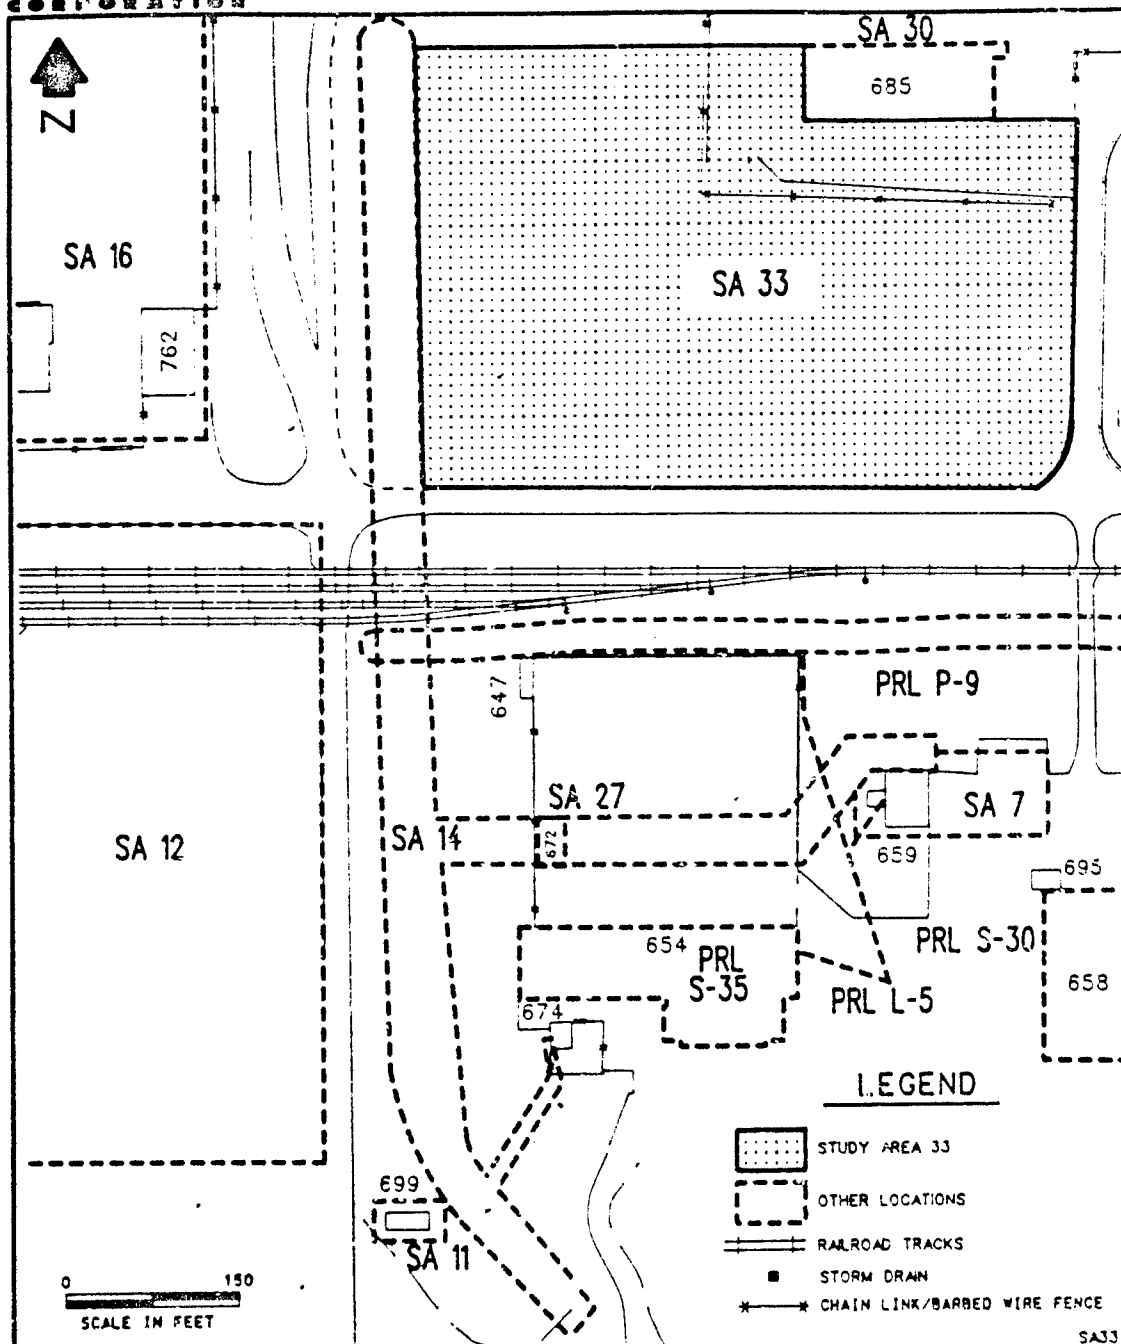 CORPORATION
SA 30
685
Z
SA 16
SA 33
762
647
PRL P-9
SA 27
SA 7
SA 14
672
SA 12
659
695
654
PRL S-30
PRL
S-35
658
674
PRL L-5
LEGEND
STUDY AREA 33
699
OTHER LOCATIONS
RAILROAD TRACKS
SA 11
0 150
STORM DRAIN
SCALE IN FEET
CHAIN LINK/BARBED WIRE FENCE
SA33